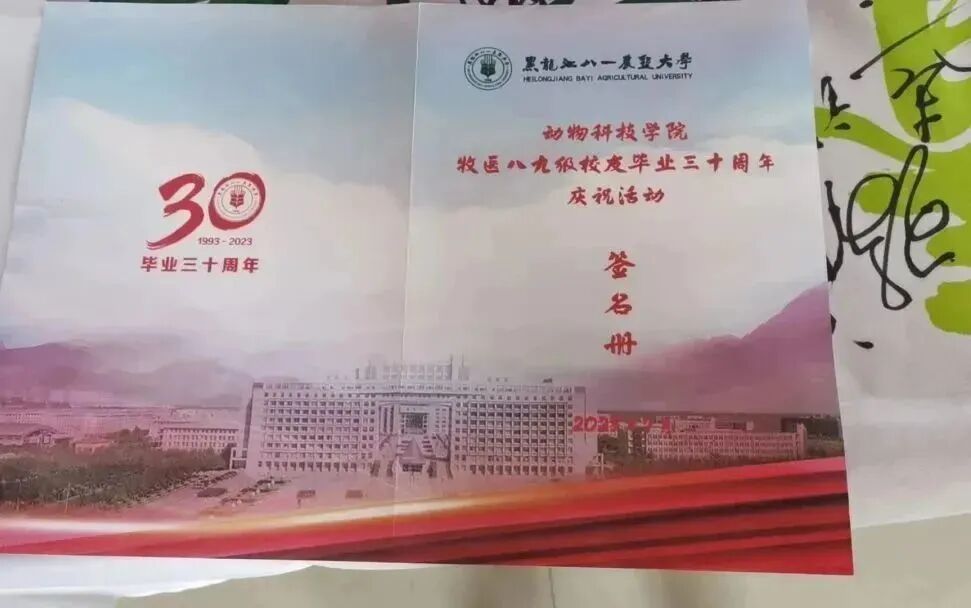 30
1993-2023
毕业三十周年
黑龙江八一农垦大学
HEILONGJIANG BAYI AGRICULTURAL UNIVERSITY
动物科技学院
牧医八九级校友毕业三十周年
庆祝活动
签
名
册